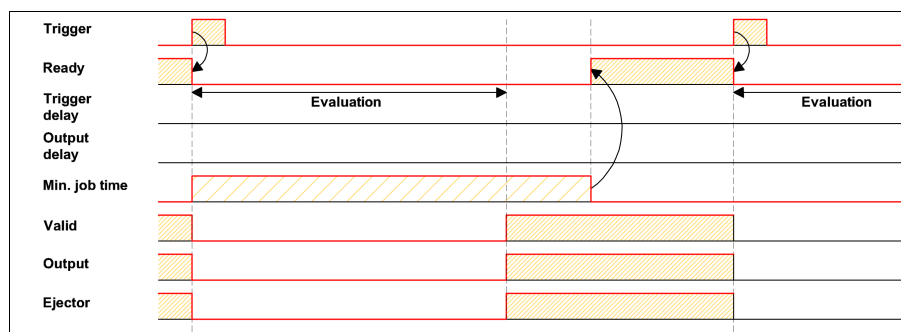 Trigger
Ready
Evaluation
Evaluation
Trigger
delay
Output
delay
Min. job time
Valid
Output
Ejector